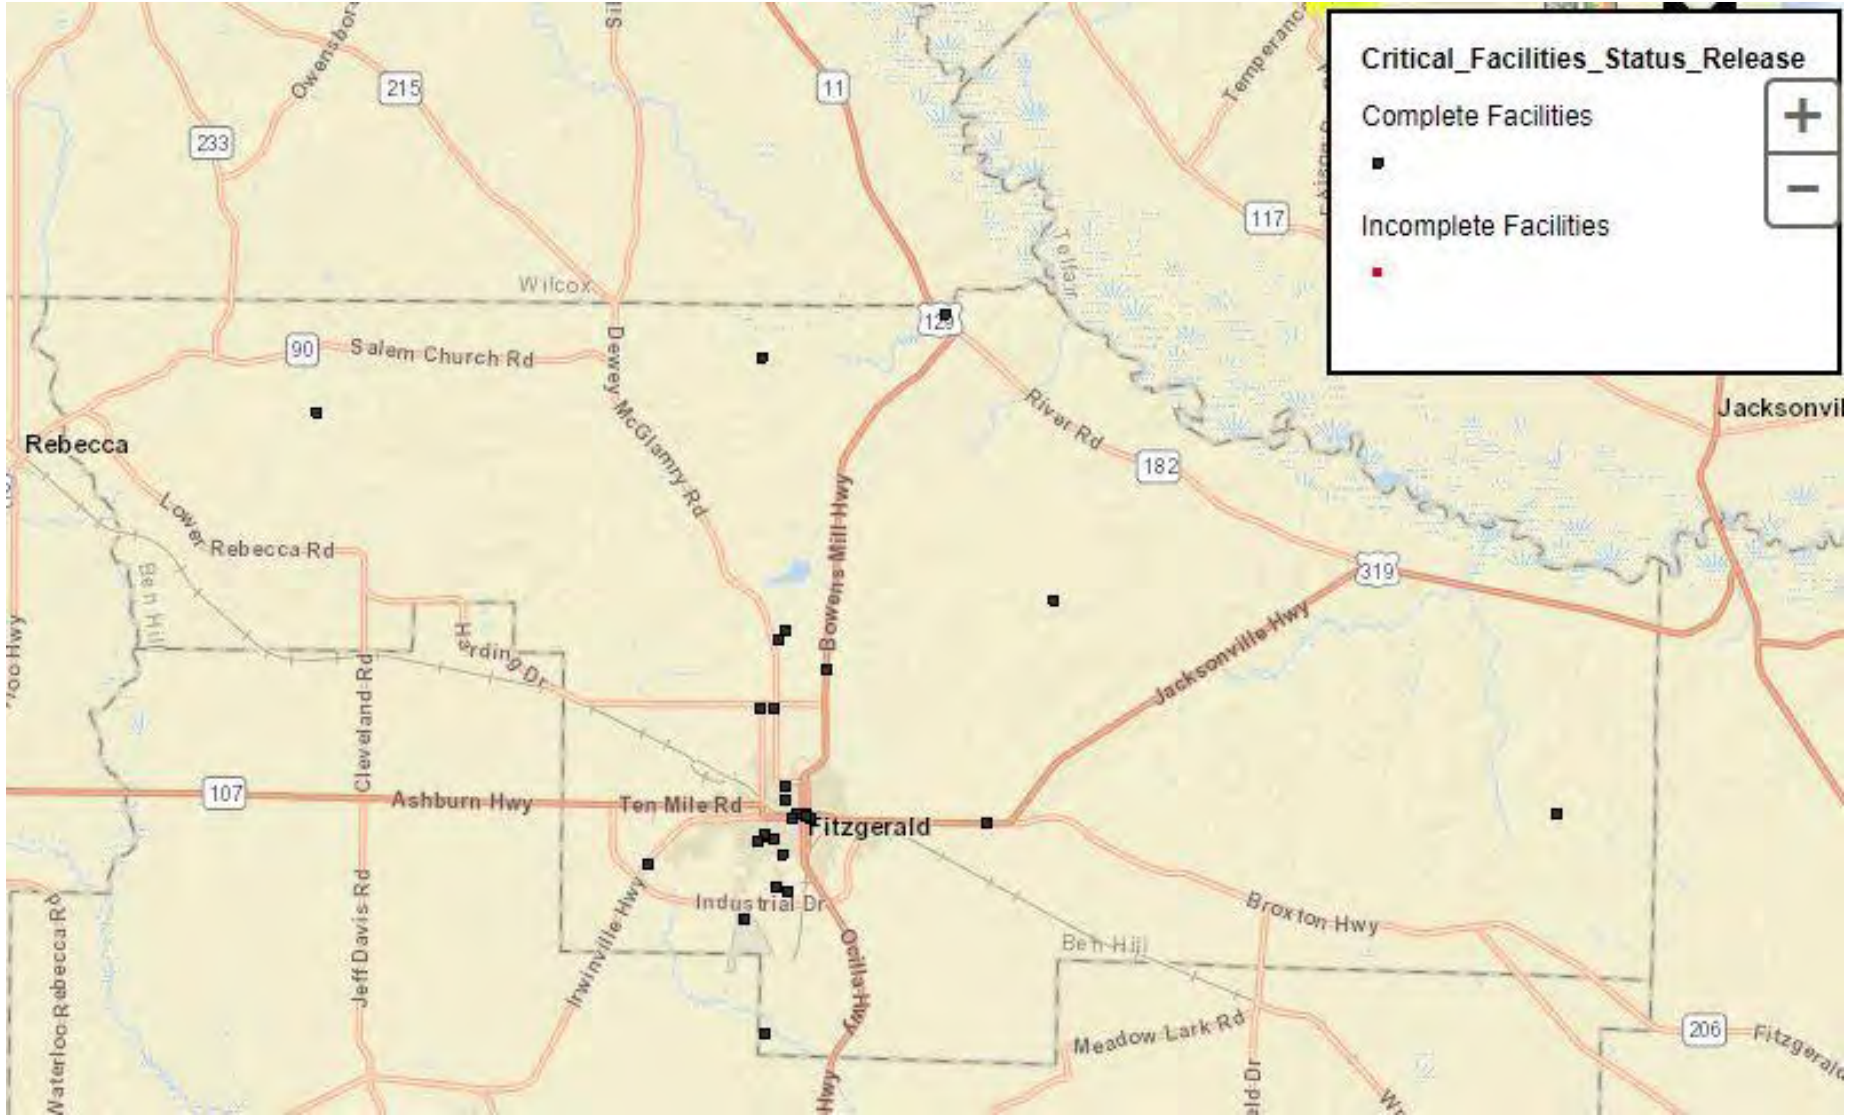 Critical_Facilities_Status_Release
Complete Facilities
Incomplete Facilities
+
−
Owensboro
215
11
233
117
Telfair
Wilcox
129
90
Salem Church Rd
Dewey McGlamry Rd
River Rd
182
Jacksonvil
Rebecca
Lower Rebecca Rd
Bowens Mill Hwy
319
Ben Hill
Jacksonville Hwy
Harding Dr
Cleveland Rd
107
Ashburn Hwy
Ten Mile Rd
Fitzgerald
Industrial Dr
Irwinville Hwy
Jeff Davis Rd
Waterloo Rebecca Rd
Ocilla Hwy
Broxton Hwy
Ben Hill
Meadow Lark Rd
206
Fitzgerald
Hwy
eld Dr